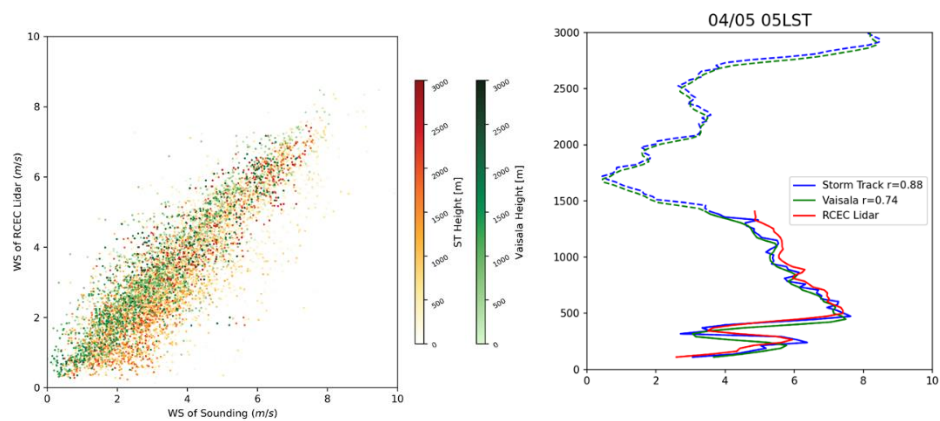 10
8
6
4
2
0
WS of RCEC Lidar (m/s)
0 2 4 6 8 10
WS of Sounding (m/s)
3000
2500
2000
1500
1000
500
0
ST Height [m]
3000
2500
2000
1500
1000
500
0
Vaisala Height [m]
04/05 05LST
3000
2500
2000
1500
1000
500
0
Storm Track r=0.88
Vaisala r=0.74
RCEC Lidar
0 2 4 6 8 10